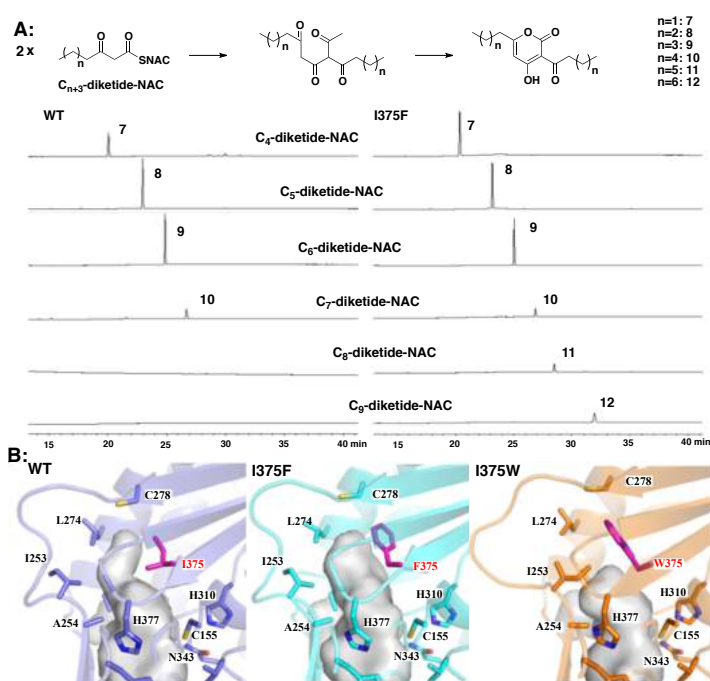 A:
2 x
C_{n+3}-diketide-NAC
n=1: 7
n=2: 8
n=3: 9
n=4: 10
n=5: 11
n=6: 12
O O
SNAC
( )n
O O
O O
( )n
( )n
O O
OH O
( )n
( )n
WT I375F
7 C4-diketide-NAC 7
8 C5-diketide-NAC 8
9 C6-diketide-NAC 9
10 C7-diketide-NAC 10
C8-diketide-NAC 11
C9-diketide-NAC 12
15 20 25 30 35 40 min 15 20 25 30 35 40 min
B:
WT I375F I375W
C278 C278 C278
L274 L274 L274
I253 I375 I253 F375 I253 W375
H310 H310 H310
A254 H377 C155 A254 H377 C155 A254 H377 C155
N343 N343 N343